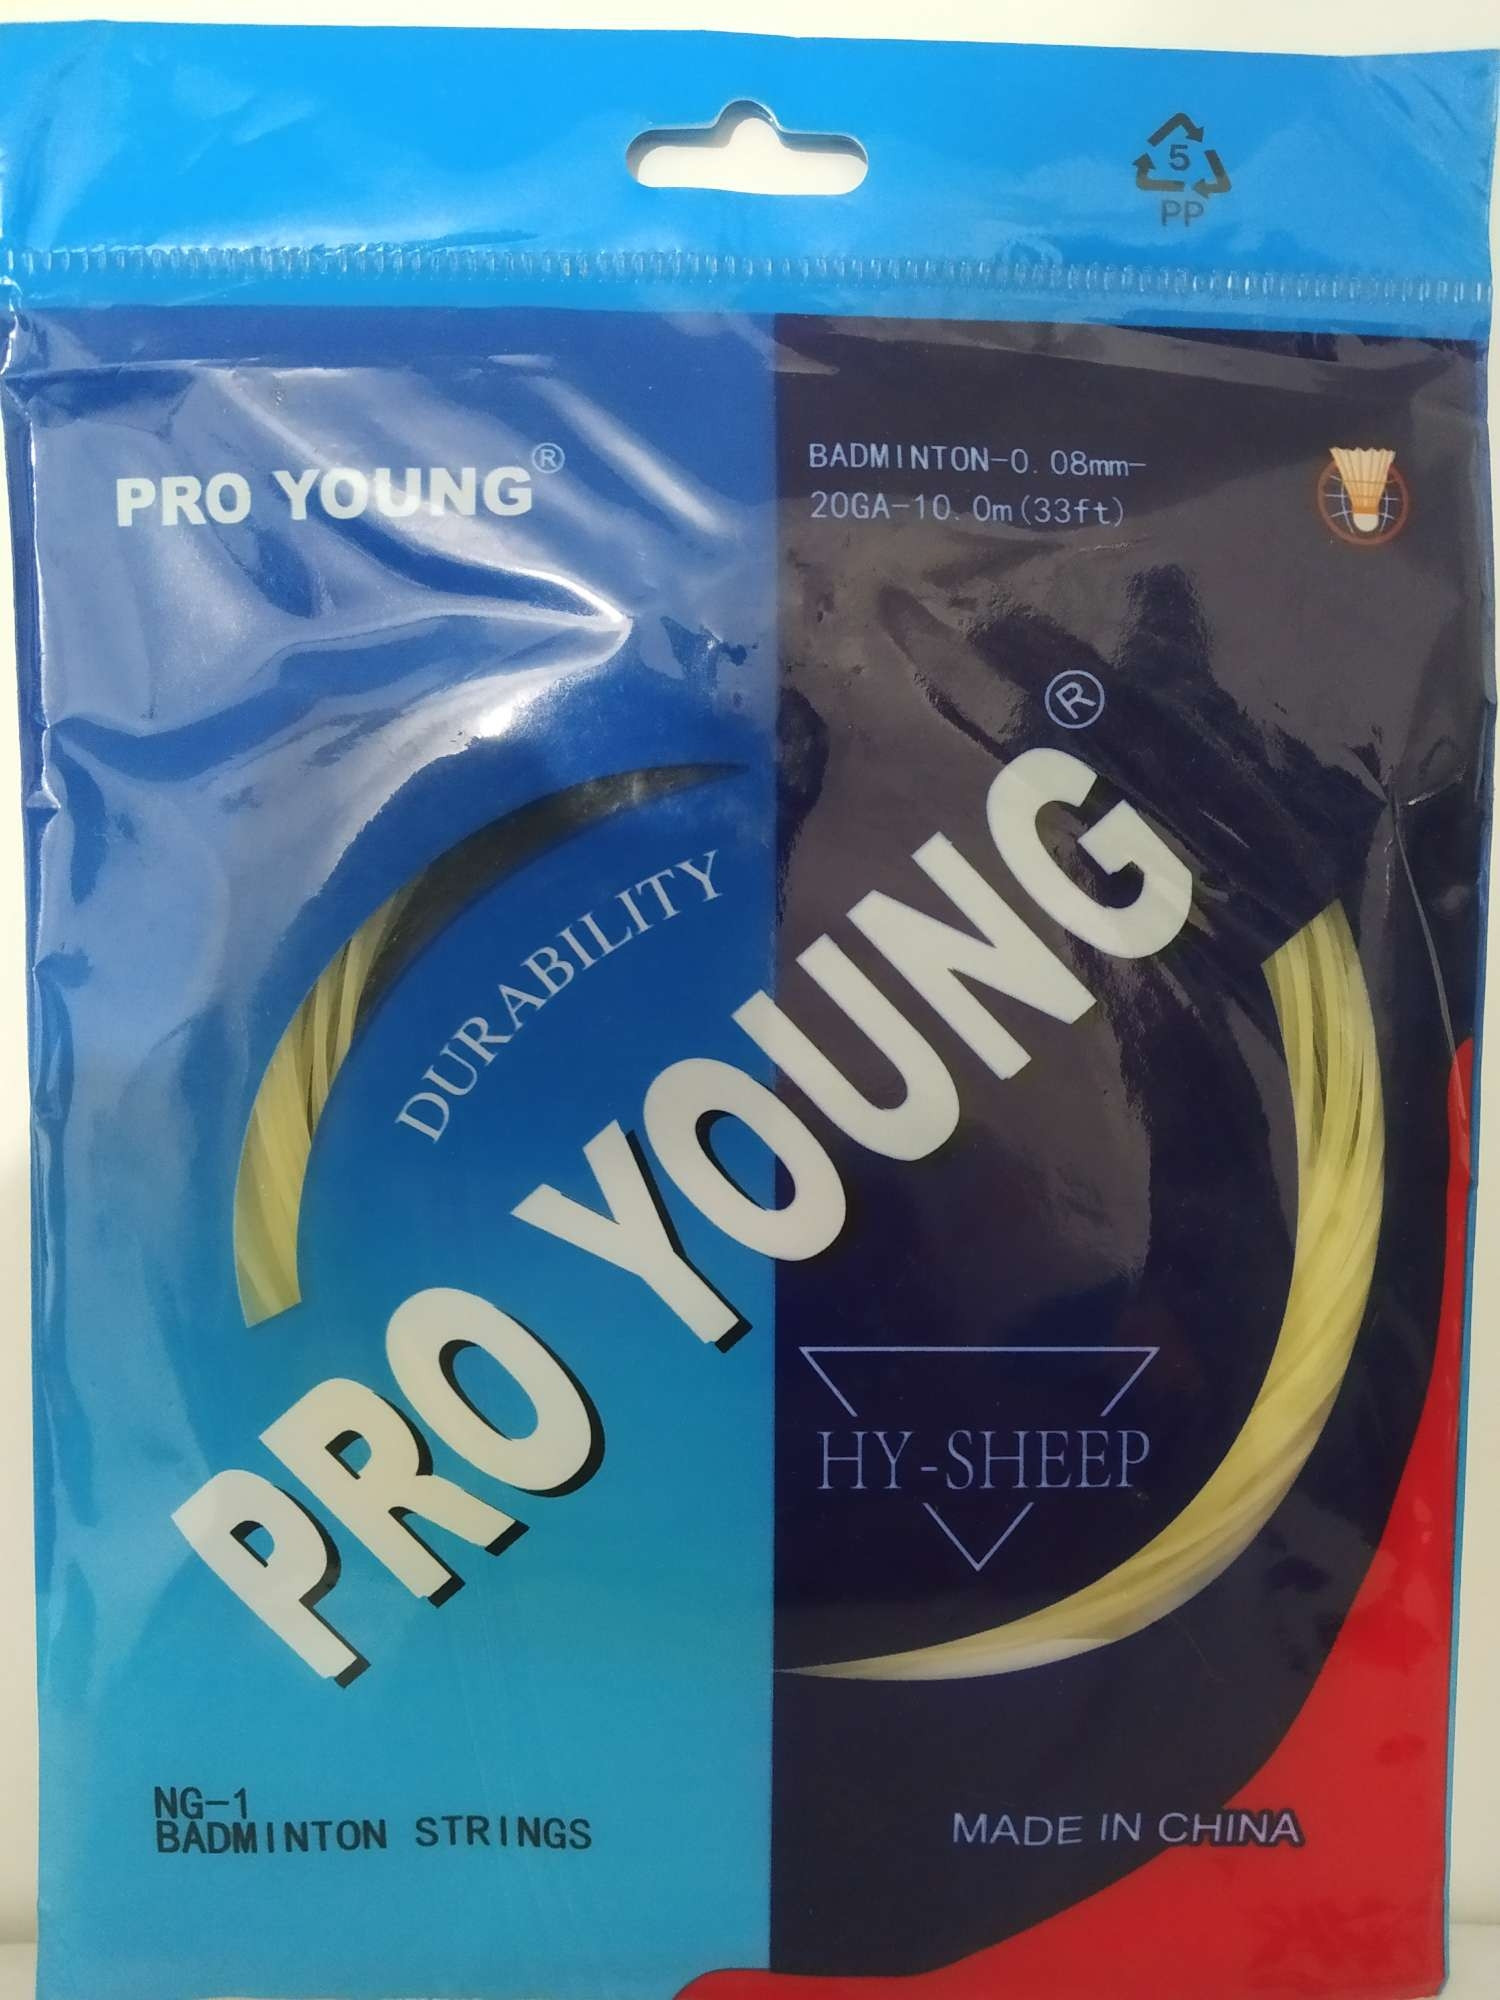 5
PP
PRO YOUNG®
BADMINTON-0.08mm-
20GA-10.0m(33ft)
DURABILITY
PRO YOUNG®
HY-SHEEP
NG-1
BADMINTON STRINGS
MADE IN CHINA